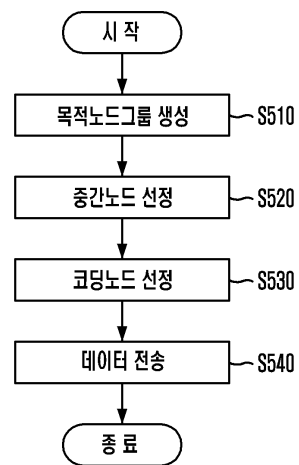 시 작
목적노드그룹 생성 S510
중간노드 선정 S520
코딩노드 선정 S530
데이터 전송 S540
종 료